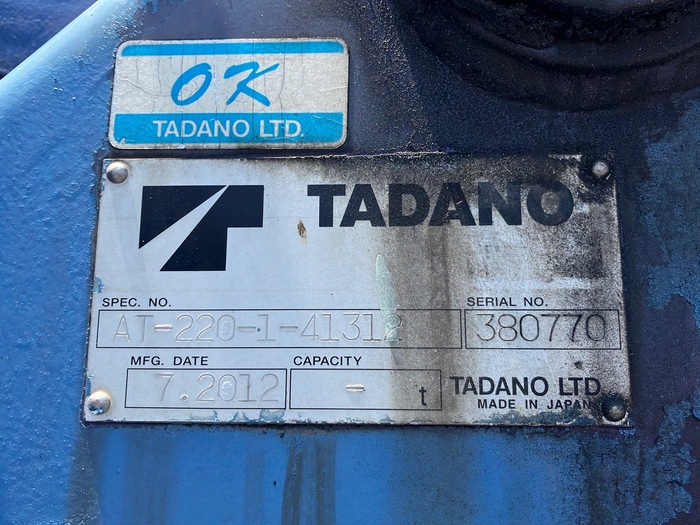 OK
TADANO LTD.
TADANO
SPEC. NO.
SERIAL NO.
AT-220-1-41312
380770
MFG. DATE
CAPACITY
7.2012
- t
TADANO LTD.
MADE IN JAPAN